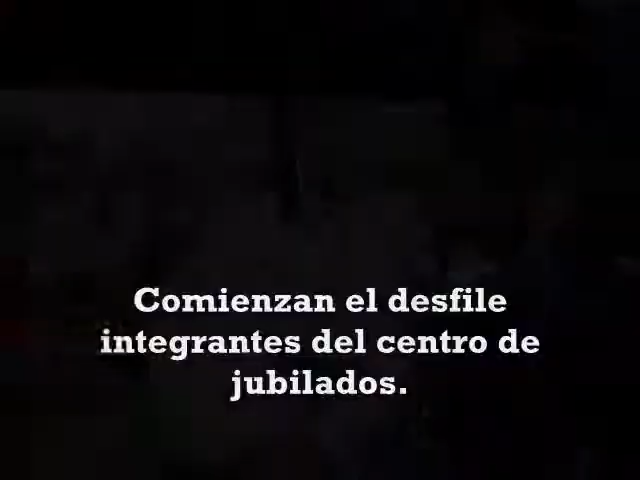 Comienzan el desfile
integrantes del centro de
jubilados.